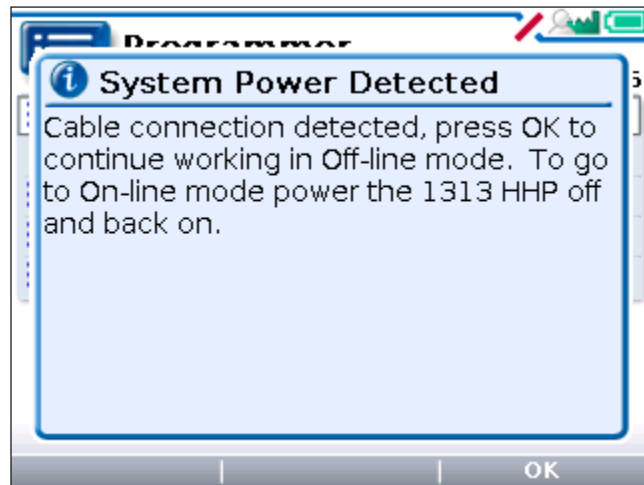 Programmer
System Power Detected
5
Cable connection detected, press OK to
continue working in Off-line mode.  To go
to On-line mode power the 1313 HHP off
and back on.
OK